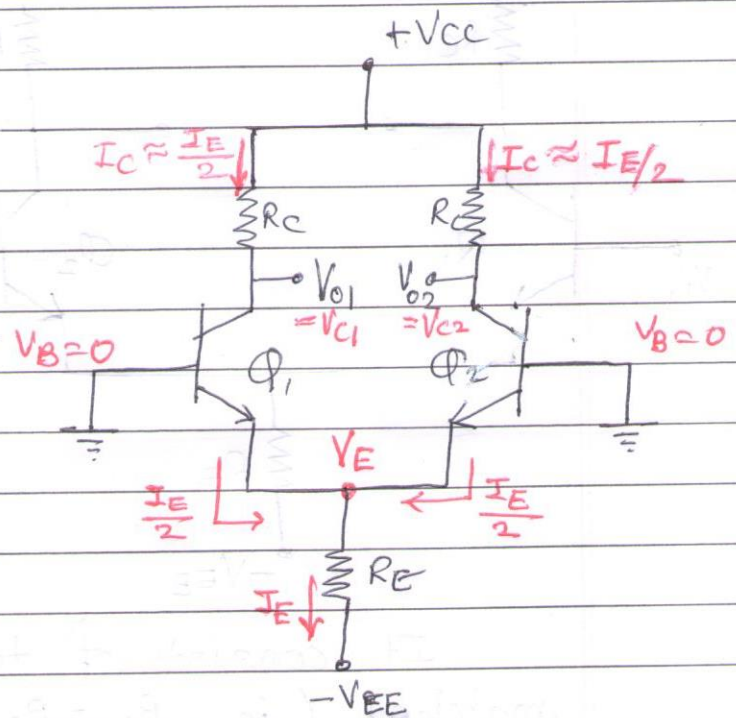 +VCC
IC ≈ IE/2
IC ≈ IE/2
RC
RC
Vo1
Vo2
=VC1
=VC2
VB=0
VB=0
Q1
Q2
VE
IE/2
IE/2
RE
IE
-VEE